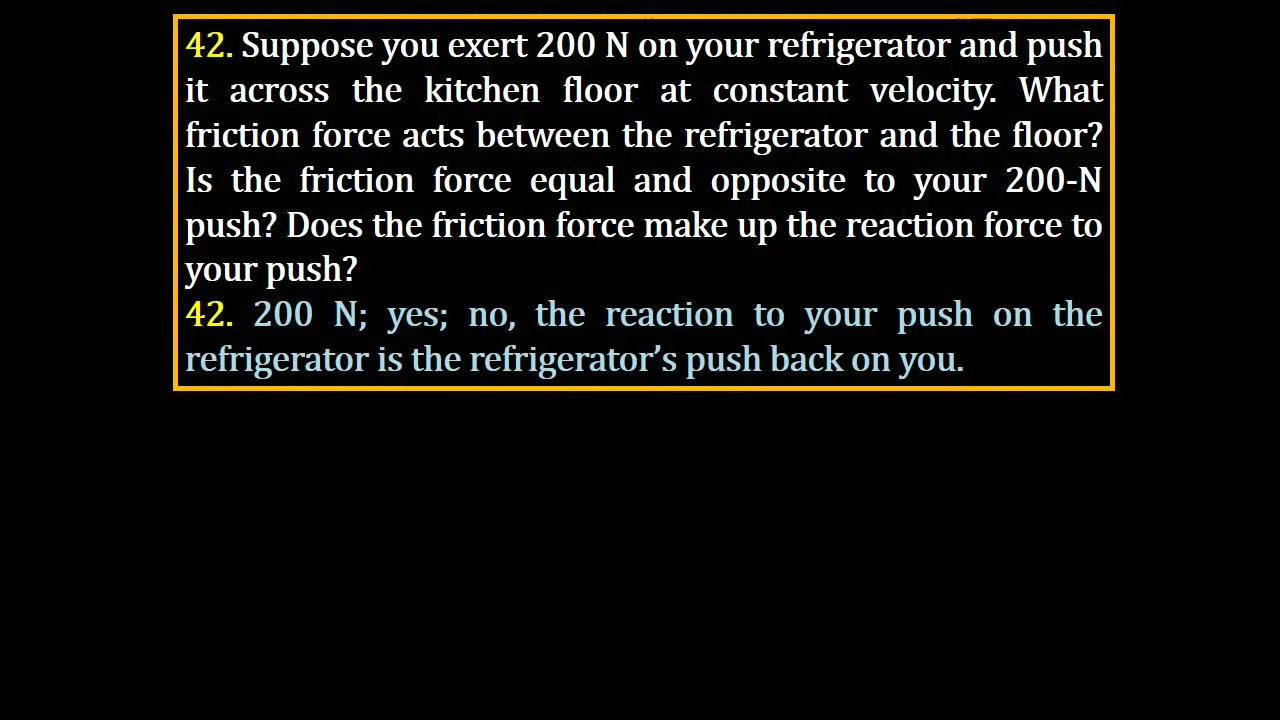 42. Suppose you exert 200 N on your refrigerator and push
it across the kitchen floor at constant velocity. What
friction force acts between the refrigerator and the floor?
Is the friction force equal and opposite to your 200-N
push? Does the friction force make up the reaction force to
your push?
42. 200 N; yes; no, the reaction to your push on the
refrigerator is the refrigerator’s push back on you.